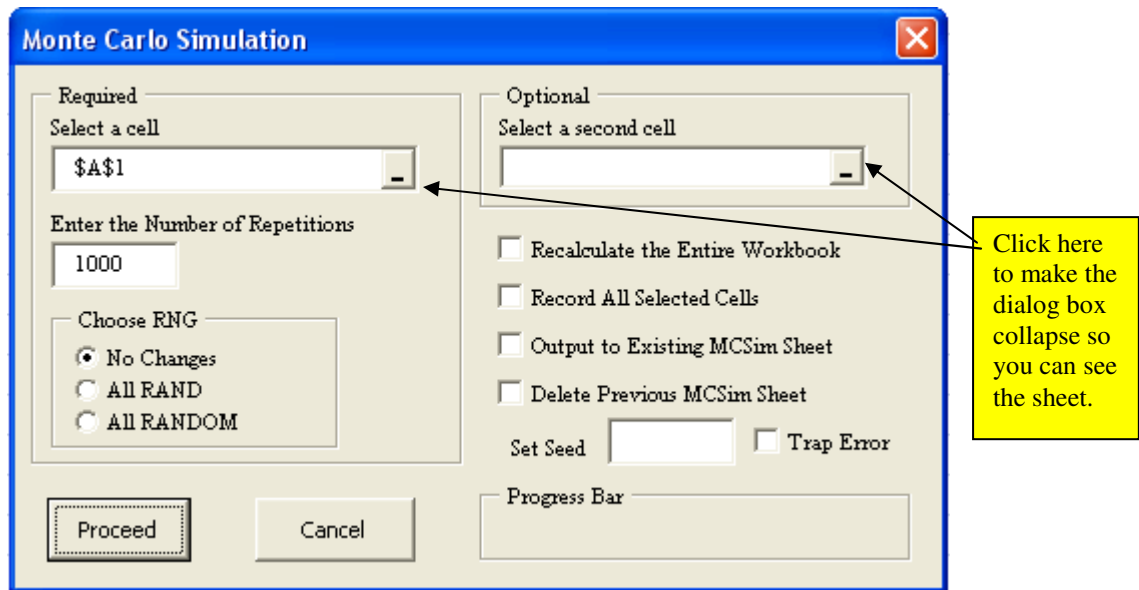 Monte Carlo Simulation
Required
Select a cell
$A$1
Enter the Number of Repetitions
1000
Choose RNG
No Changes
All RAND
All RANDOM
Optional
Select a second cell
Recalculate the Entire Workbook
Record All Selected Cells
Output to Existing MCSim Sheet
Delete Previous MCSim Sheet
Set Seed
Trap Error
Proceed
Cancel
Progress Bar
Click here
to make the
dialog box
collapse so
you can see
the sheet.